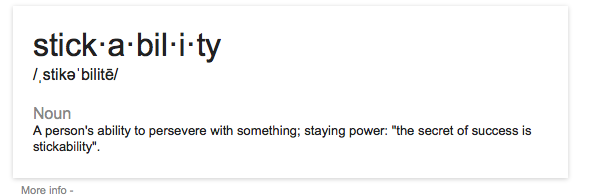 stick·a·bil·i·ty
/ˌstikəˈbilitē/
Noun
A person's ability to persevere with something; staying power: "the secret of success is
stickability".
More info -